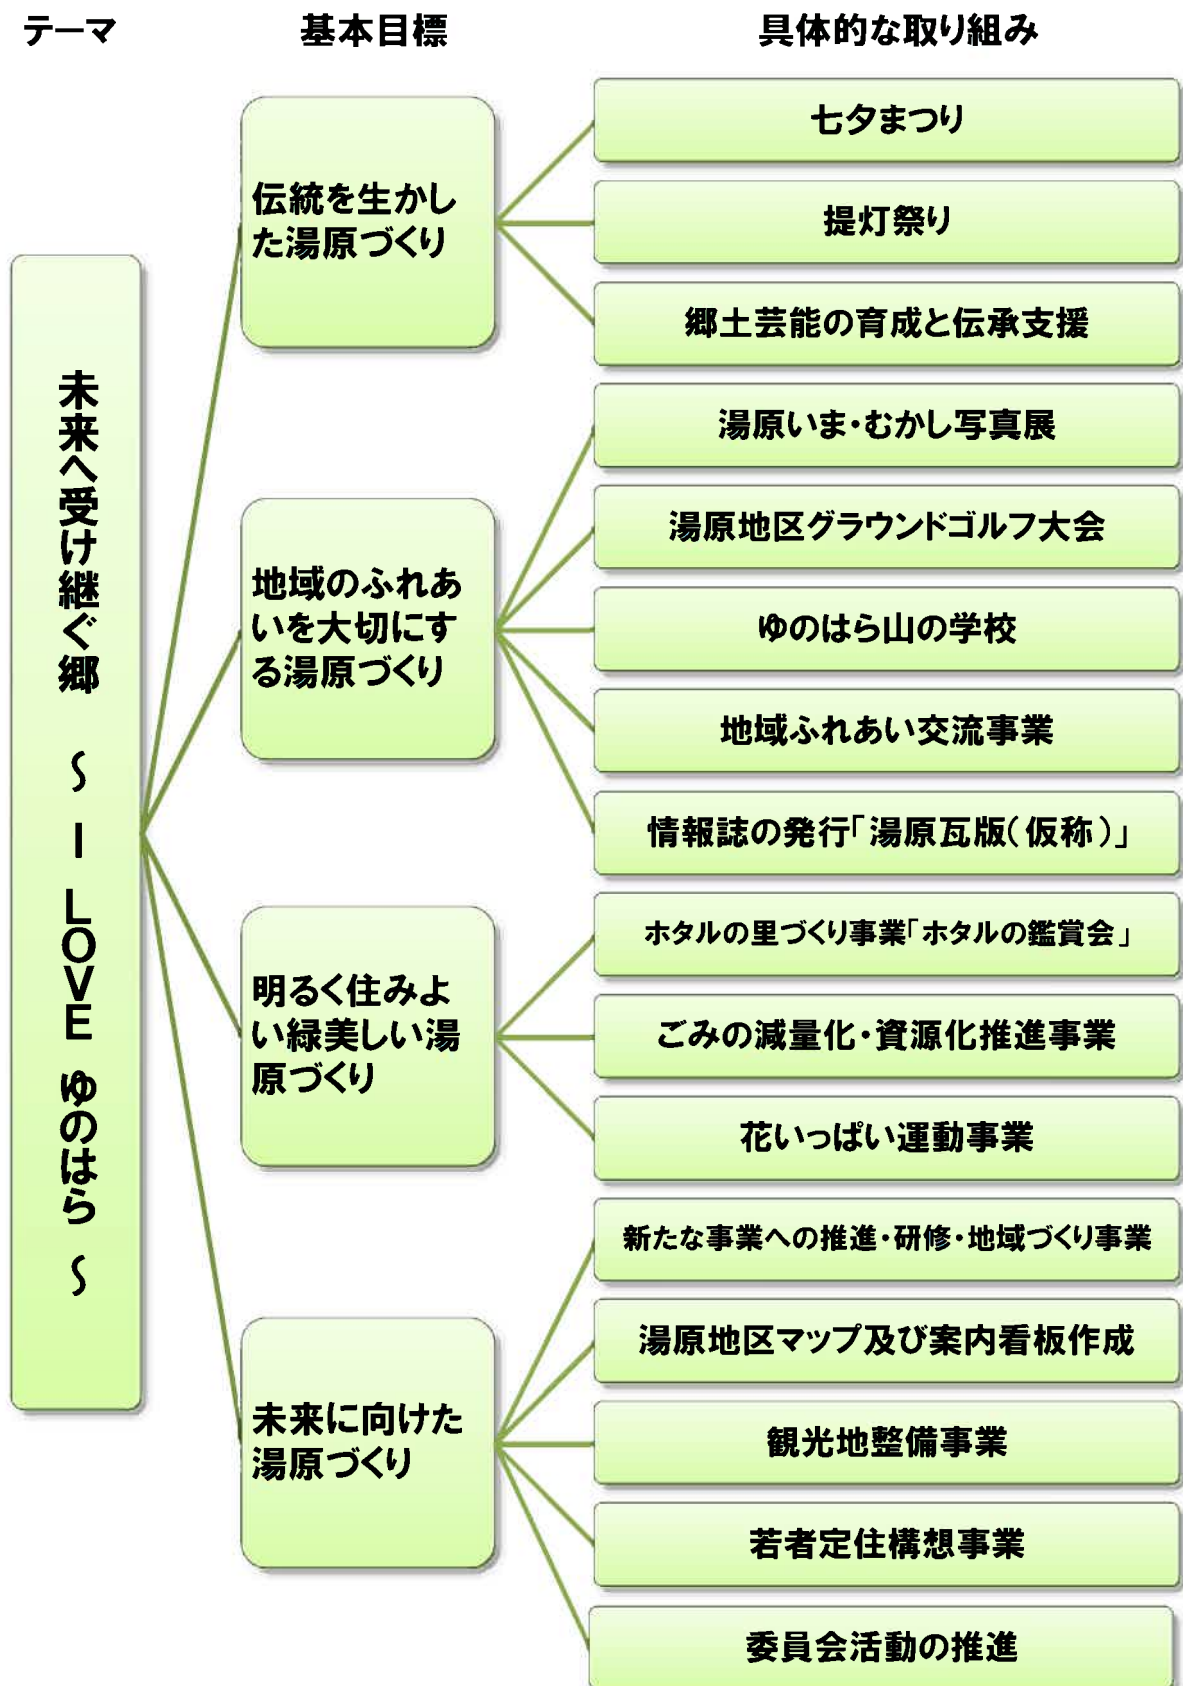 テーマ
基本目標
具体的な取り組み
未来へ受け継ぐ郷 ～ I LOVE ゆのはら ～
伝統を生かし
た湯原づくり
七夕まつり
提灯祭り
郷土芸能の育成と伝承支援
地域のふれあ
いを大切にす
る湯原づくり
湯原いま・むかし写真展
湯原地区グラウンドゴルフ大会
ゆのはら山の学校
地域ふれあい交流事業
情報誌の発行「湯原瓦版(仮称)」
明るく住みよ
い緑美しい湯
原づくり
ホタルの里づくり事業「ホタルの鑑賞会」
ごみの減量化・資源化推進事業
花いっぱい運動事業
未来に向けた
湯原づくり
新たな事業への推進・研修・地域づくり事業
湯原地区マップ及び案内看板作成
観光地整備事業
若者定住構想事業
委員会活動の推進